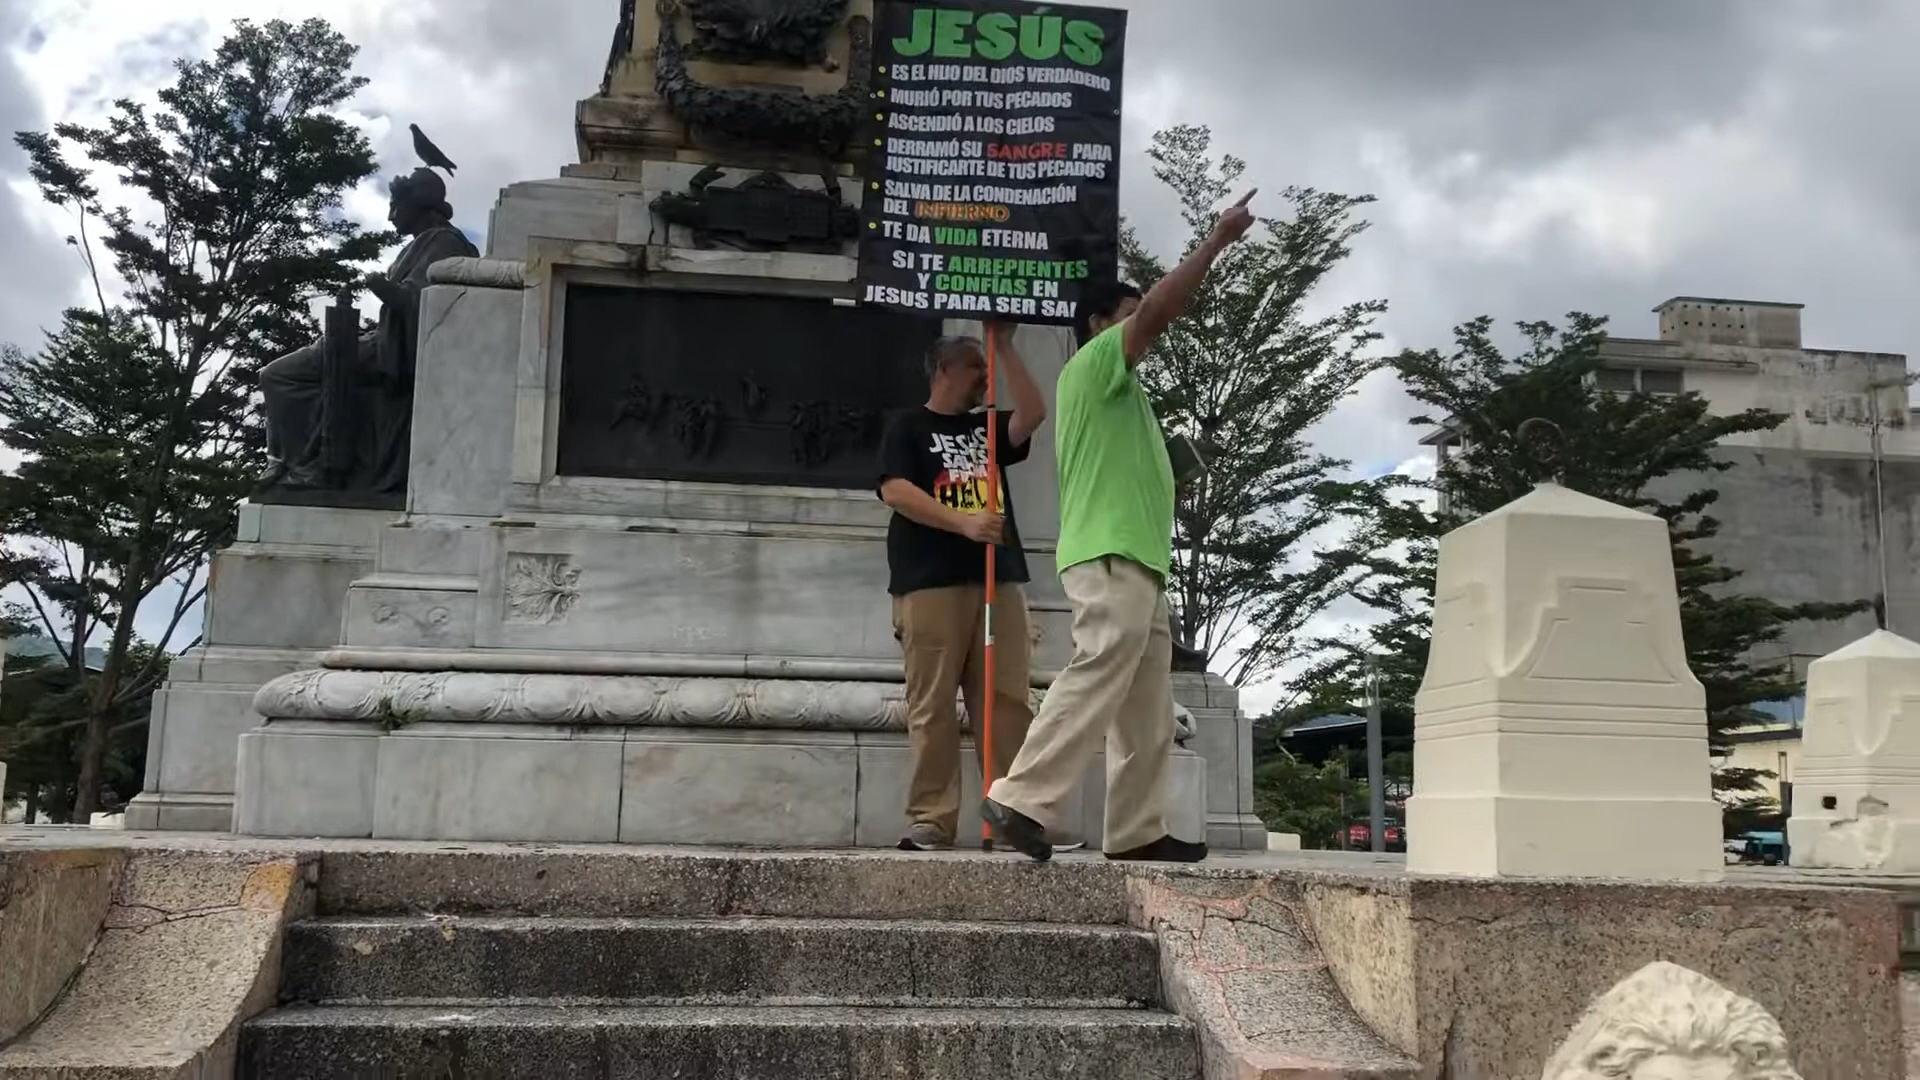 JESÚS
ES EL HIJO DEL DIOS VERDADERO
MURIÓ POR TUS PECADOS
ASCENDIÓ A LOS CIELOS
DERRAMÓ SU SANGRE PARA
JUSTIFICARTE DE TUS PECADOS
SALVA DE LA CONDENACIÓN
DEL INFIERNO
TE DA VIDA ETERNA
SI TE ARREPIENTES
Y CONFÍAS EN
JESUS PARA SER
JESUS